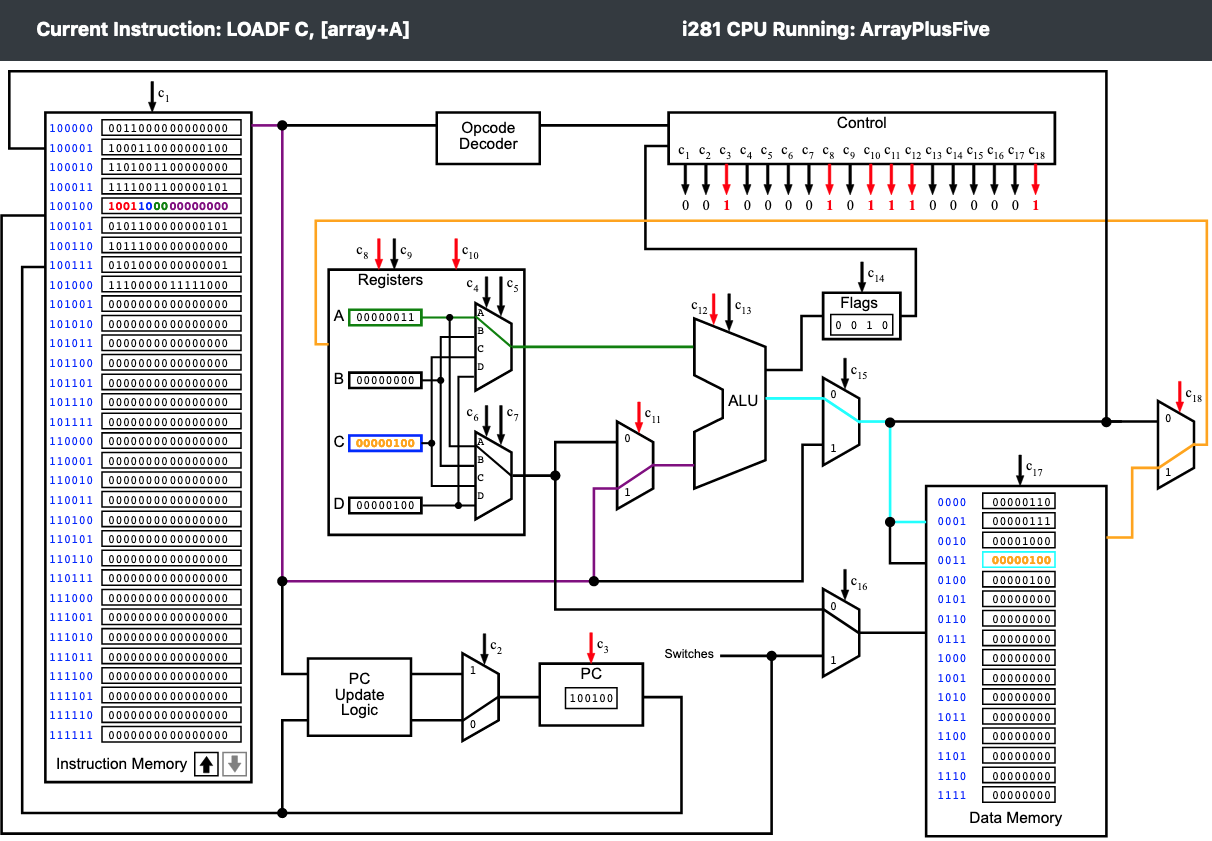 Current Instruction: LOADF C, [array+A]
i281 CPU Running: ArrayPlusFive
c1
100000 0011000000000000
100001 1000110000000100
100010 1101001100000000
100011 1111001100000101
100100 1001100000000000
100101 0101100000000101
100110 1011100000000000
100111 0101000000000001
101000 1110000011111000
101001 0000000000000000
101010 0000000000000000
101011 0000000000000000
101100 0000000000000000
101101 0000000000000000
101110 0000000000000000
101111 0000000000000000
110000 0000000000000000
110001 0000000000000000
110010 0000000000000000
110011 0000000000000000
110100 0000000000000000
110101 0000000000000000
110110 0000000000000000
110111 0000000000000000
111000 0000000000000000
111001 0000000000000000
111010 0000000000000000
111011 0000000000000000
111100 0000000000000000
111101 0000000000000000
111110 0000000000000000
111111 0000000000000000
Instruction Memory
Opcode
Decoder
Control
c1 c2 c3 c4 c5 c6 c7 c8 c9 c10 c11 c12 c13 c14 c15 c16 c17 c18
0 0 1 0 0 0 0 1 0 1 1 1 0 0 0 0 0 1
c8 c9 c10
Registers
c4 c5
A 00000011
B 00000000
C 00000100
D 00000100
A
B
C
D
c6 c7
A
B
C
D
c11
0
1
c12 c13
ALU
c14
Flags
0 0 1 0
c15
0
1
c16
0
1
Switches
c2
1
0
PC
Update
Logic
c3
PC
100100
c17
0000 00000110
0001 00000111
0010 00001000
0011 00000100
0100 00000100
0101 00000000
0110 00000000
0111 00000000
1000 00000000
1001 00000000
1010 00000000
1011 00000000
1100 00000000
1101 00000000
1110 00000000
1111 00000000
Data Memory
c18
0
1